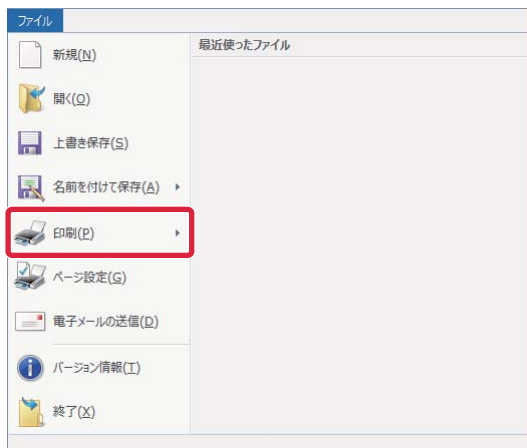 ファイル
新規(N)
最近使ったファイル
開く(O)
上書き保存(S)
名前を付けて保存(A)
印刷(P)
ページ設定(G)
電子メールの送信(D)
バージョン情報(T)
終了(X)